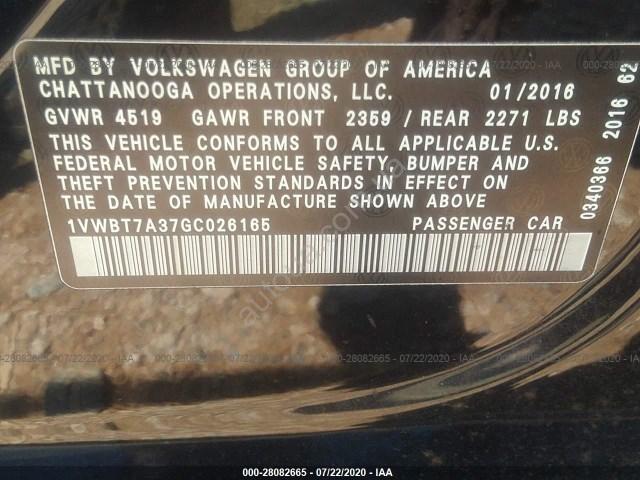 MFD BY VOLKSWAGEN GROUP OF AMERICA
CHATTANOOGA OPERATIONS, LLC. 01/2016
GVWR 4519 GAWR FRONT 2359 / REAR 2271 LBS
THIS VEHICLE CONFORMS TO ALL APPLICABLE U.S.
FEDERAL MOTOR VEHICLE SAFETY, BUMPER AND
THEFT PREVENTION STANDARDS IN EFFECT ON
THE DATE OF MANUFACTURE SHOWN ABOVE.
1VWBT7A37GC026165 PASSENGER CAR
0340366 2016 62
000-28082665 - 07/22/2020 - IAA